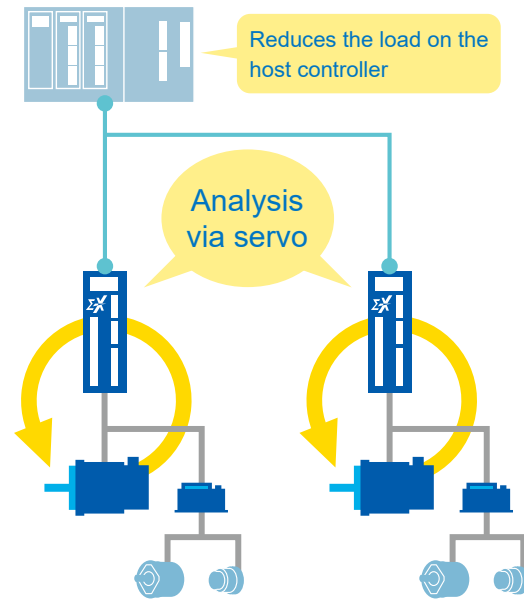 Reduces the load on the
host controller
Analysis
via servo
Σ-X
Σ-X